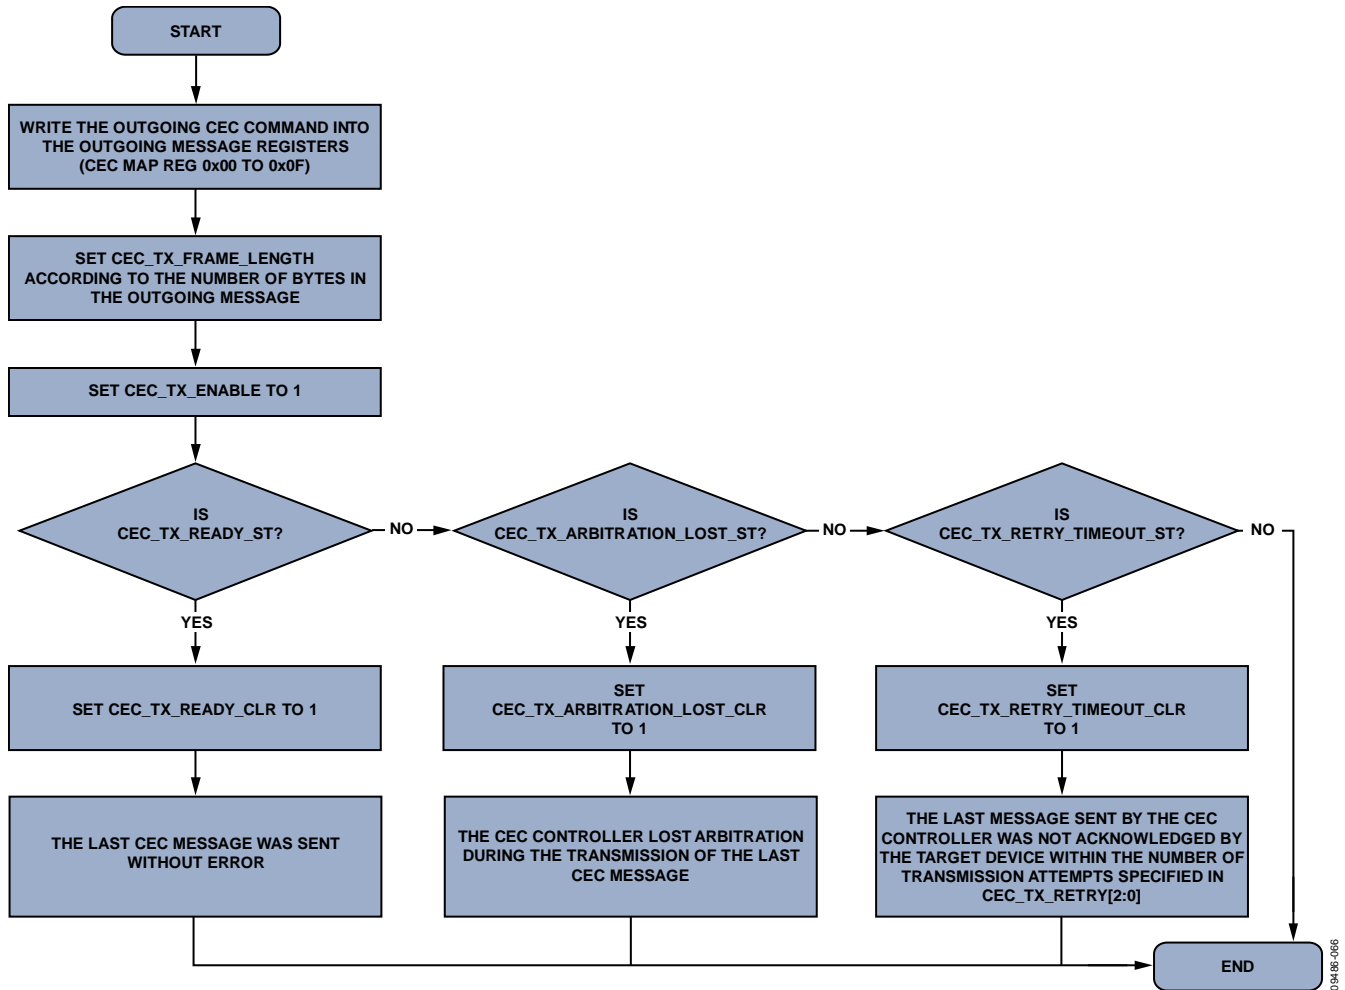 START
WRITE THE OUTGOING CEC COMMAND INTO
THE OUTGOING MESSAGE REGISTERS
(CEC MAP REG 0x00 TO 0x0F)
SET CEC_TX_FRAME_LENGTH
ACCORDING TO THE NUMBER OF BYTES IN
THE OUTGOING MESSAGE
SET CEC_TX_ENABLE TO 1
IS
CEC_TX_READY_ST?
NO
IS
CEC_TX_ARBITRATION_LOST_ST?
NO
IS
CEC_TX_RETRY_TIMEOUT_ST?
NO
YES
YES
YES
SET CEC_TX_READY_CLR TO 1
SET
CEC_TX_ARBITRATION_LOST_CLR
TO 1
SET
CEC_TX_RETRY_TIMEOUT_CLR
TO 1
THE LAST CEC MESSAGE WAS SENT
WITHOUT ERROR
THE CEC CONTROLLER LOST ARBITRATION
DURING THE TRANSMISSION OF THE LAST
CEC MESSAGE
THE LAST MESSAGE SENT BY THE CEC
CONTROLLER WAS NOT ACKNOWLEDGED BY
THE TARGET DEVICE WITHIN THE NUMBER OF
TRANSMISSION ATTEMPTS SPECIFIED IN
CEC_TX_RETRY[2:0]
END
09486-066